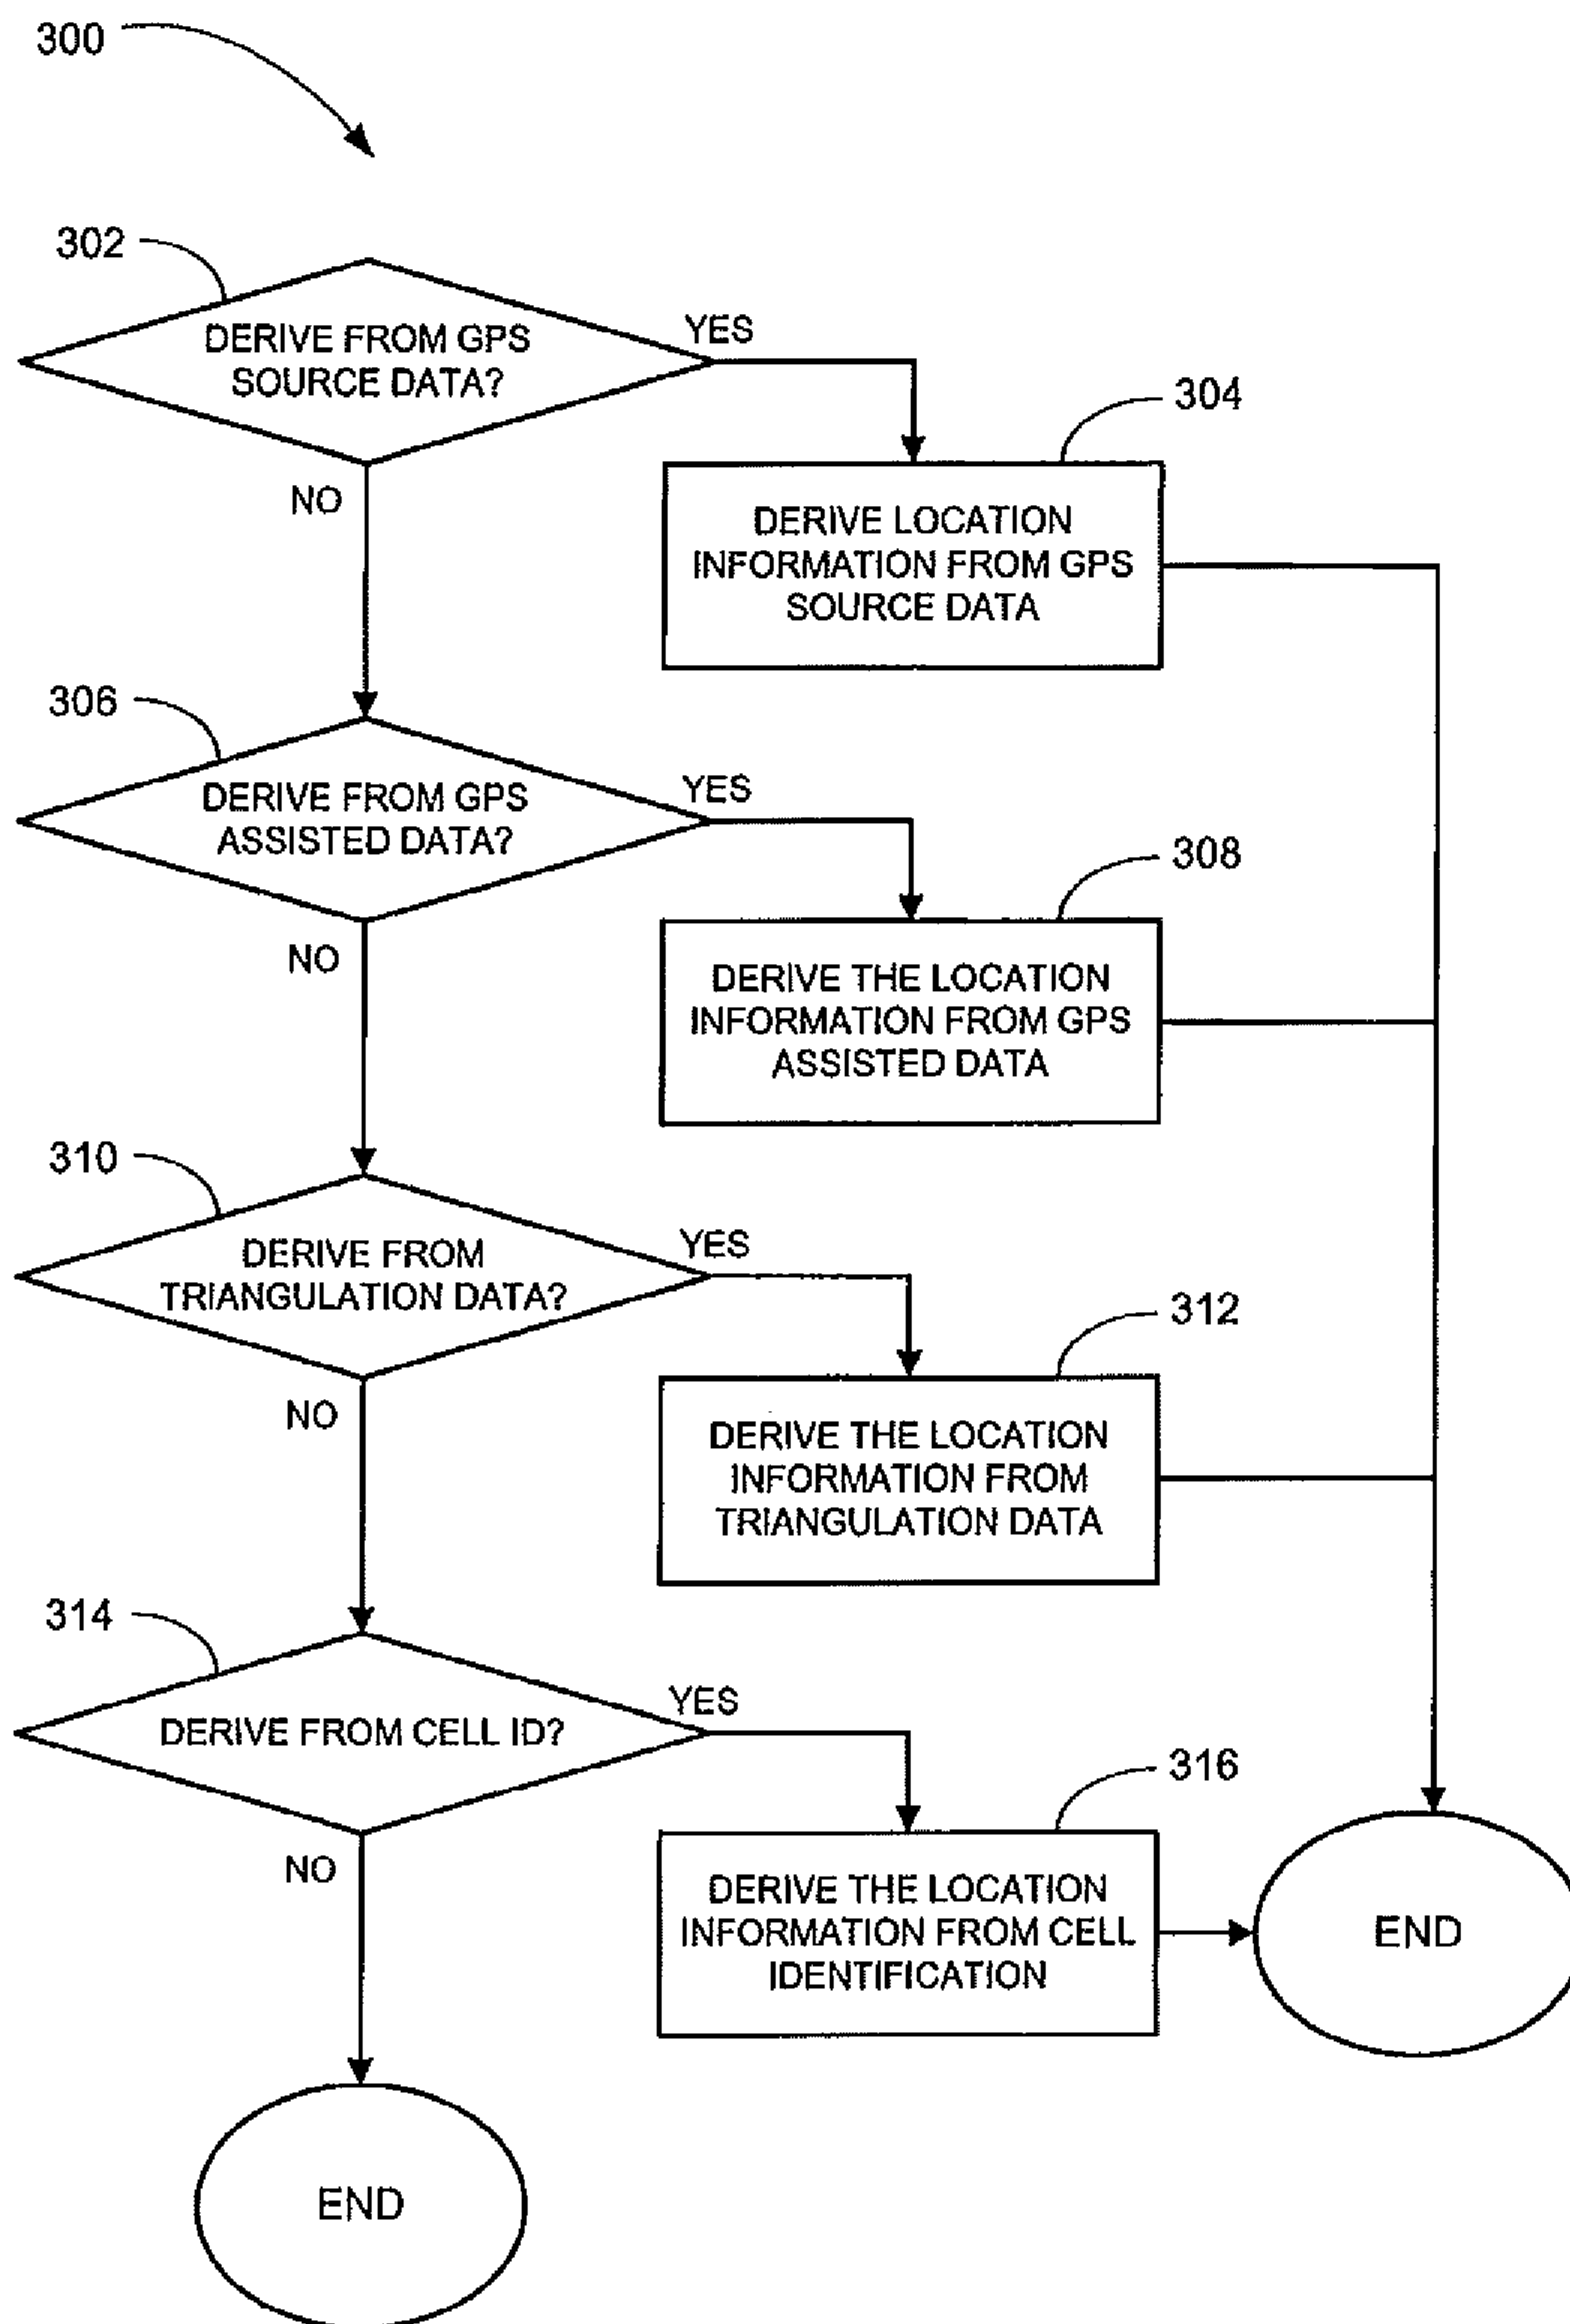 300
302
DERIVE FROM GPS
SOURCE DATA?
YES
NO
304
DERIVE LOCATION
INFORMATION FROM GPS
SOURCE DATA
306
DERIVE FROM GPS
ASSISTED DATA?
YES
NO
308
DERIVE THE LOCATION
INFORMATION FROM GPS
ASSISTED DATA
310
DERIVE FROM
TRIANGULATION DATA?
YES
NO
312
DERIVE THE LOCATION
INFORMATION FROM
TRIANGULATION DATA
314
DERIVE FROM CELL ID?
YES
NO
316
DERIVE THE LOCATION
INFORMATION FROM CELL
IDENTIFICATION
END
END